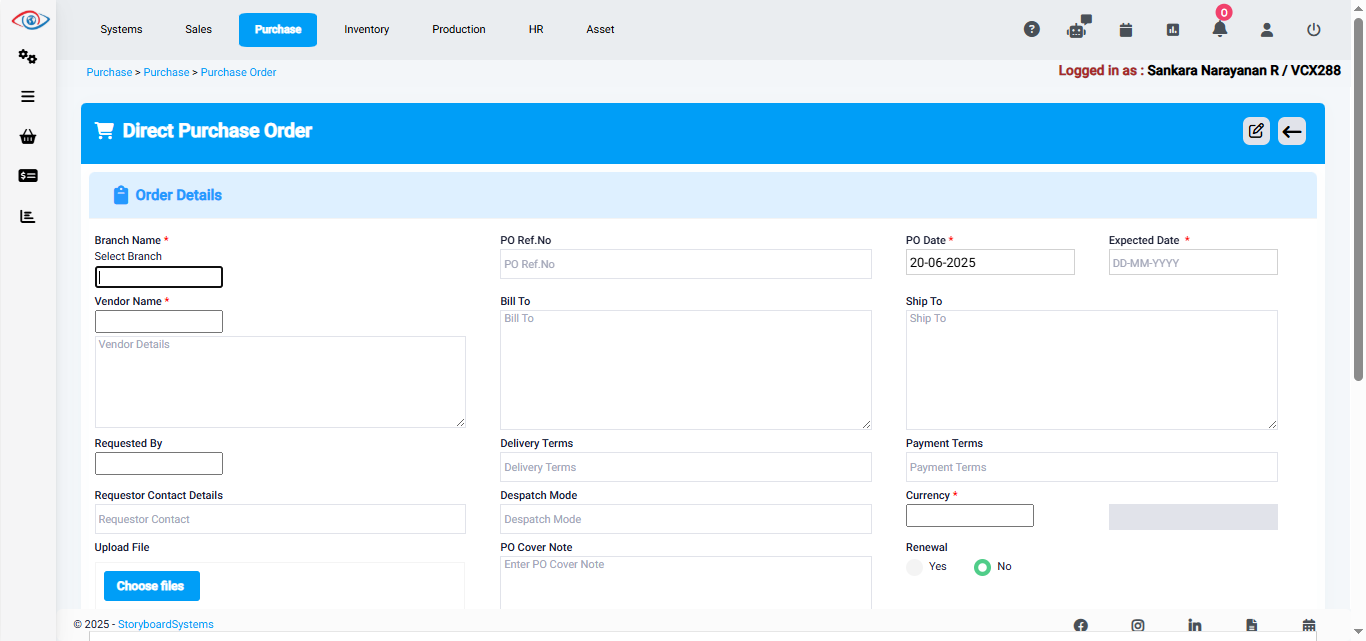 Systems Sales Purchase Inventory Production HR Asset 0
Purchase > Purchase > Purchase Order
Logged in as : Sankara Narayanan R / VCX288
Direct Purchase Order
Order Details
Branch Name *
Select Branch
PO Ref.No
PO Ref.No
PO Date *
20-06-2025
Expected Date *
DD-MM-YYYY
Vendor Name *
Vendor Details
Bill To
Bill To
Ship To
Ship To
Requested By
Delivery Terms
Delivery Terms
Payment Terms
Payment Terms
Requestor Contact Details
Requestor Contact
Despatch Mode
Despatch Mode
Currency *
Upload File
Choose files
PO Cover Note
Enter PO Cover Note
Renewal
Yes No
© 2025 - StoryboardSystems